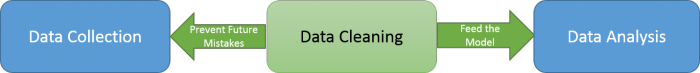 Data Collection
Prevent Future
Mistakes
Data Cleaning
Feed the
Model
Data Analysis